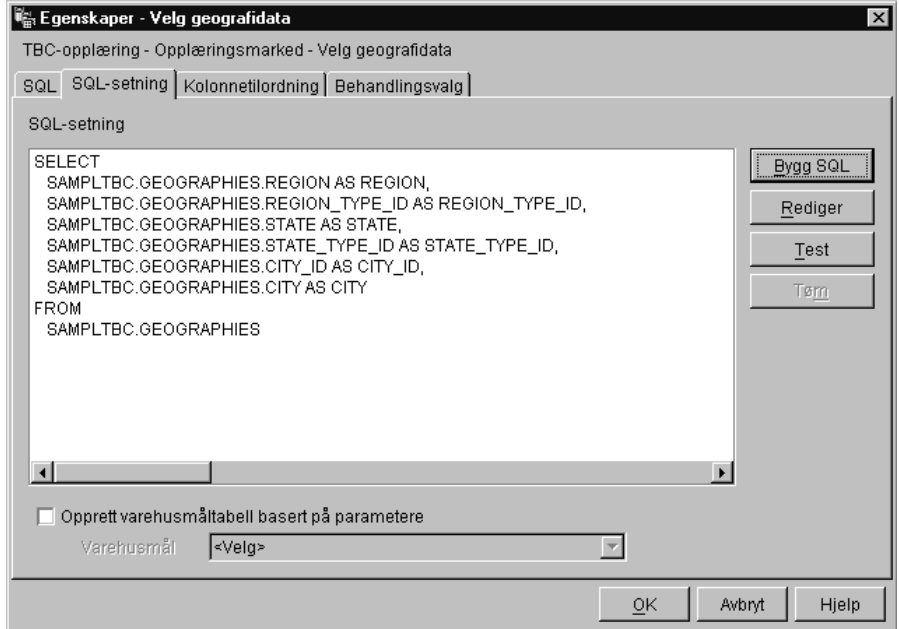 Egenskaper - Velg geografidata
TBC-opplæring - Opplæringsmarked - Velg geografidata
SQL SQL-setning Kolonnetilordning Behandlingsvalg
SQL-setning
SELECT
SAMPLTBC.GEOGRAPHIES.REGION AS REGION,
SAMPLTBC.GEOGRAPHIES.REGION_TYPE_ID AS REGION_TYPE_ID,
SAMPLTBC.GEOGRAPHIES.STATE AS STATE,
SAMPLTBC.GEOGRAPHIES.STATE_TYPE_ID AS STATE_TYPE_ID,
SAMPLTBC.GEOGRAPHIES.CITY_ID AS CITY_ID,
SAMPLTBC.GEOGRAPHIES.CITY AS CITY
FROM
SAMPLTBC.GEOGRAPHIES
Bygg SQL
Rediger
Test
Tøm
Opprett varehusmåltabell basert på parametere
Varehusmål <Velg>
OK Avbryt Hjelp